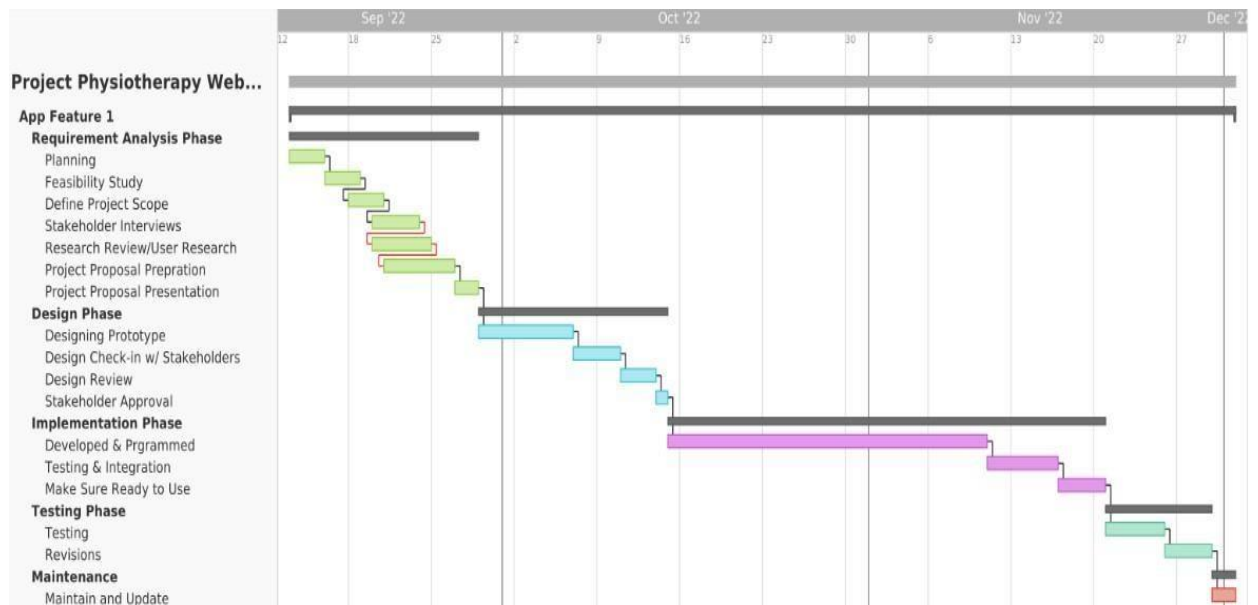 Sep '22 Oct '22 Nov '22 Dec '22
12 18 25 2 9 16 23 30 6 13 20 27
Project Physiotherapy Web...
App Feature 1
Requirement Analysis Phase
Planning
Feasibility Study
Define Project Scope
Stakeholder Interviews
Research Review/User Research
Project Proposal Prepration
Project Proposal Presentation
Design Phase
Designing Prototype
Design Check-in w/ Stakeholders
Design Review
Stakeholder Approval
Implementation Phase
Developed & Prgrammed
Testing & Integration
Make Sure Ready to Use
Testing Phase
Testing
Revisions
Maintenance
Maintain and Update